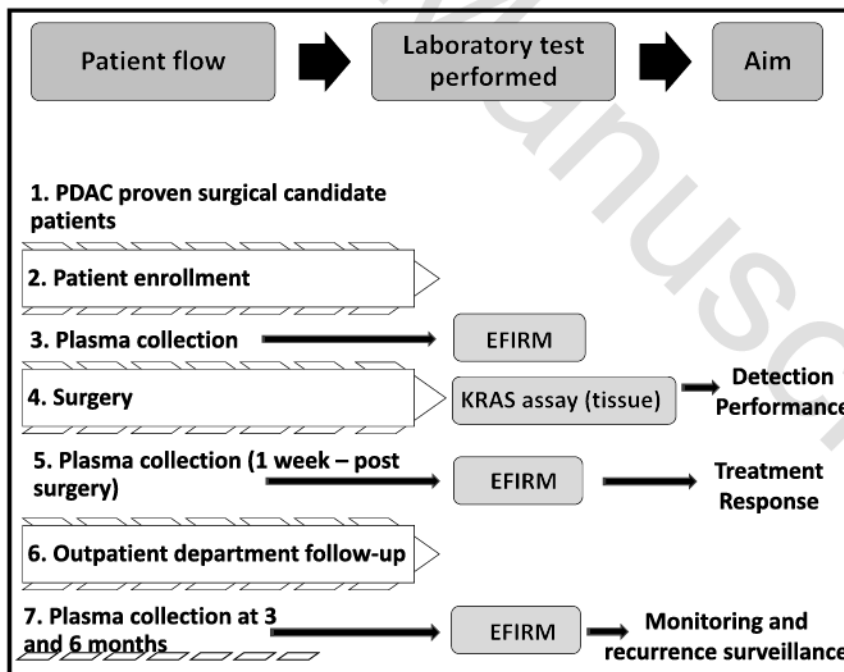 Patient flow
Laboratory test
performed
Aim
1. PDAC proven surgical candidate
patients
2. Patient enrollment
3. Plasma collection
EFIRM
4. Surgery
KRAS assay (tissue)
Detection
Performance
5. Plasma collection (1 week – post
surgery)
EFIRM
Treatment
Response
6. Outpatient department follow-up
7. Plasma collection at 3
and 6 months
EFIRM
Monitoring and
recurrence surveillance